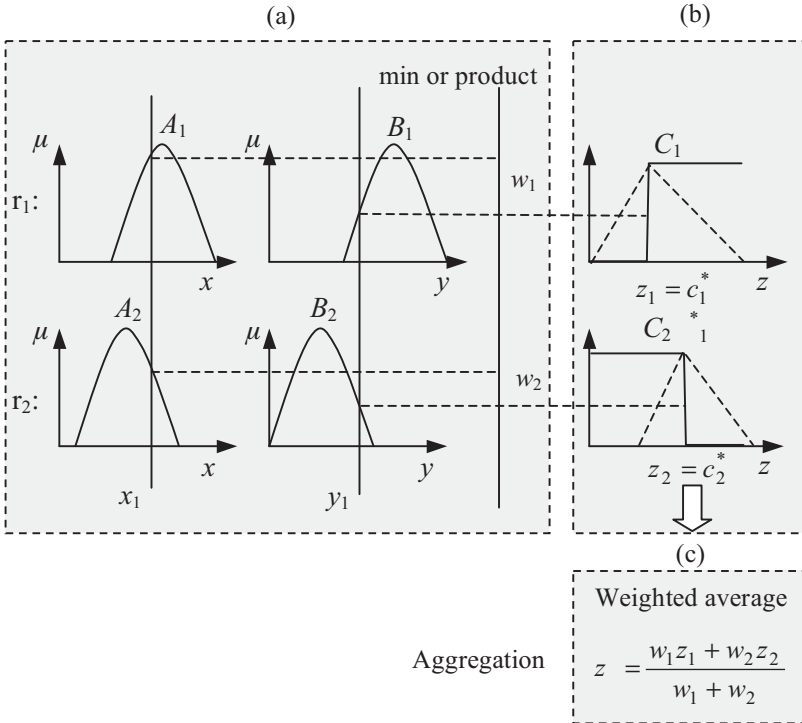 (a)
(b)
min or product
A₁
B₁
C₁
μ
μ
w₁
r₁:
x
y
z₁ = c₁*
z
A₂
B₂
C₂ *₁
μ
μ
w₂
r₂:
x
y
z₂ = c₂*
z
x₁
y₁
(c)
Weighted average
Aggregation
z = (w₁z₁ + w₂z₂) / (w₁ + w₂)